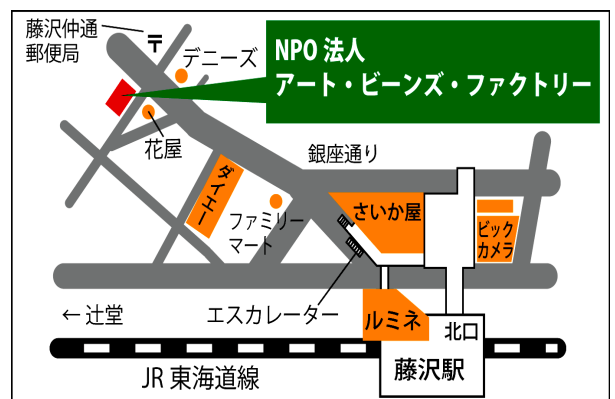 藤沢仲通
郵便局
〒
デニーズ
NPO 法人
アート・ビーンズ・ファクトリー
花屋
銀座通り
ダイエー
さいか屋
ファミリー
マート
ビック
カメラ
← 辻堂
エスカレーター
ルミネ
北口
藤沢駅
JR 東海道線